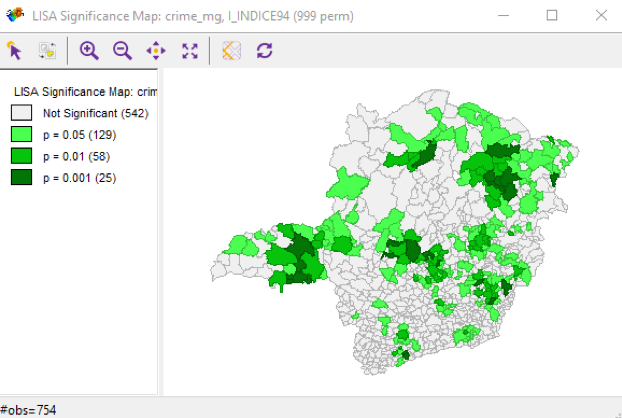 LISA Significance Map: crime_mg, I_INDICE94 (999 perm)
LISA Significance Map: crim
Not Significant (542)
p = 0.05 (129)
p = 0.01 (58)
p = 0.001 (25)
#obs=754